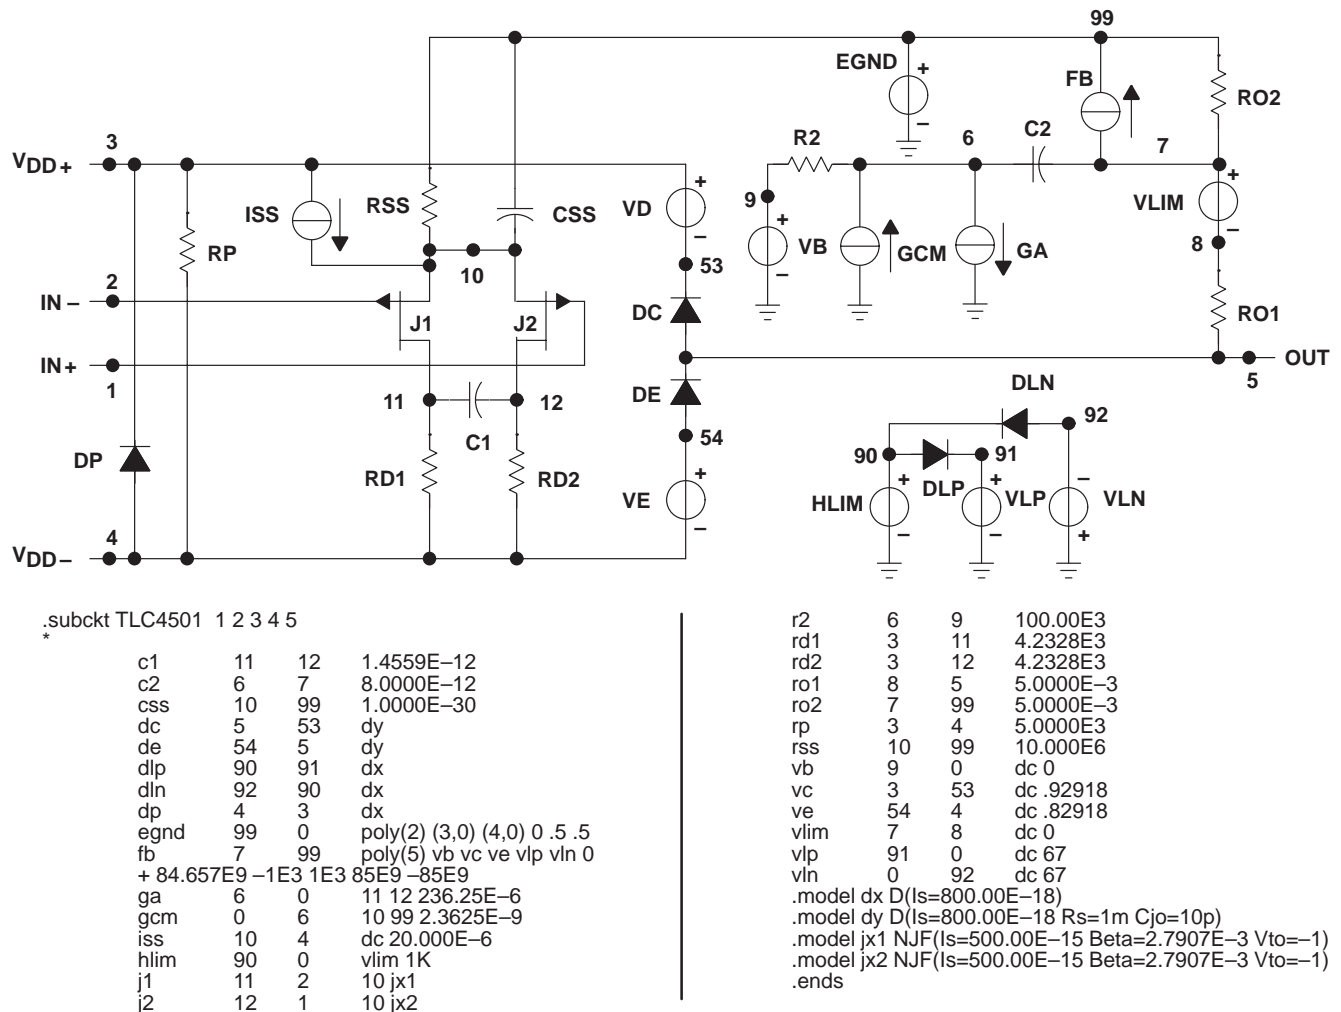 99
EGND
+
FB
RO2
3
R2
6
C2
7
VDD+
−
+
ISS
RSS
CSS
VD
+
9
+
VLIM
−
RP
−
VB
GCM
GA
8
10
53
−
2
IN −
J1
J2
DC
RO1
IN+
1
OUT
5
DE
DLN
11
12
92
C1
54
90
91
DP
RD1
RD2
VE
+
−
HLIM
+
−
DLP
+
−
VLP
−
+
VLN
4
VDD−
.subckt TLC4501 1 2 3 4 5
*
c1 11 12 1.4559E−12
c2 6 7 8.0000E−12
css 10 99 1.0000E−30
dc 5 53 dy
de 54 5 dy
dlp 90 91 dx
dln 92 90 dx
dp 4 3 dx
egnd 99 0 poly(2) (3,0) (4,0) 0 .5 .5
fb 7 99 poly(5) vb vc ve vlp vln 0
+ 84.657E9 −1E3 1E3 85E9 −85E9
ga 6 0 11 12 236.25E−6
gcm 0 6 10 99 2.3625E−9
iss 10 4 dc 20.000E−6
hlim 90 0 vlim 1K
j1 11 2 10 jx1
j2 12 1 10 jx2
r2 6 9 100.00E3
rd1 3 11 4.2328E3
rd2 3 12 4.2328E3
ro1 8 5 5.0000E−3
ro2 7 99 5.0000E−3
rp 3 4 5.0000E3
rss 10 99 10.000E6
vb 9 0 dc 0
vc 3 53 dc .92918
ve 54 4 dc .82918
vlim 7 8 dc 0
vlp 91 0 dc 67
vln 0 92 dc 67
.model dx D(Is=800.00E−18)
.model dy D(Is=800.00E−18 Rs=1m Cjo=10p)
.model jx1 NJF(Is=500.00E−15 Beta=2.7907E−3 Vto=−1)
.model jx2 NJF(Is=500.00E−15 Beta=2.7907E−3 Vto=−1)
.ends